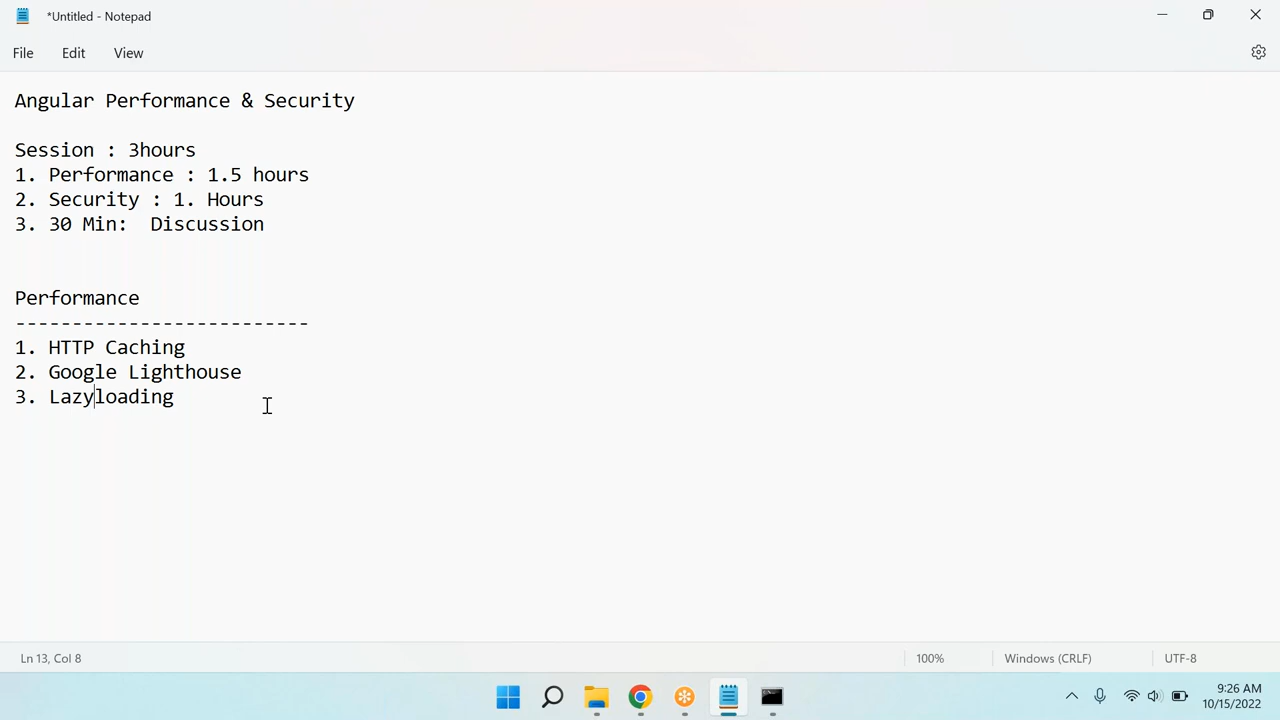 *Untitled - Notepad
File Edit View
Angular Performance & Security
Session : 3hours
1. Performance : 1.5 hours
2. Security : 1. Hours
3. 30 Min:  Discussion
Performance
--------------------------
1. HTTP Caching
2. Google Lighthouse
3. Lazyloading
Ln 13, Col 8 100% Windows (CRLF) UTF-8
9:26 AM
10/15/2022